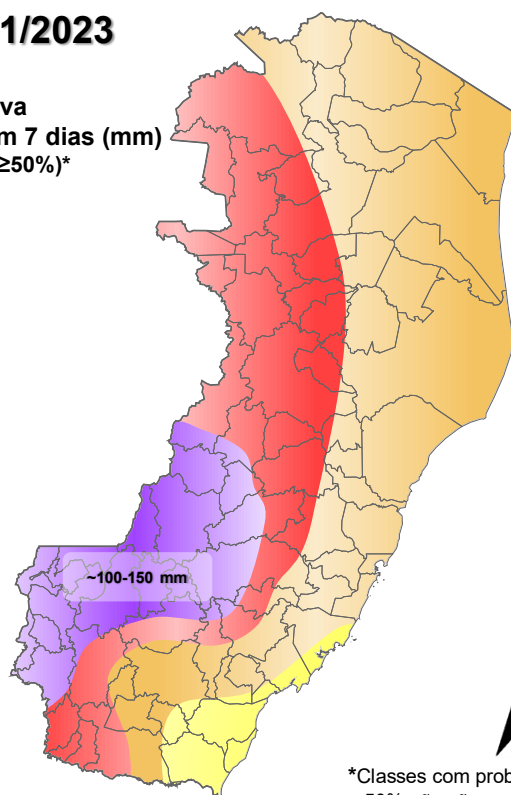 1/2023
va
m 7 dias (mm)
≥50%)*
~100-150 mm
*Classes com prob